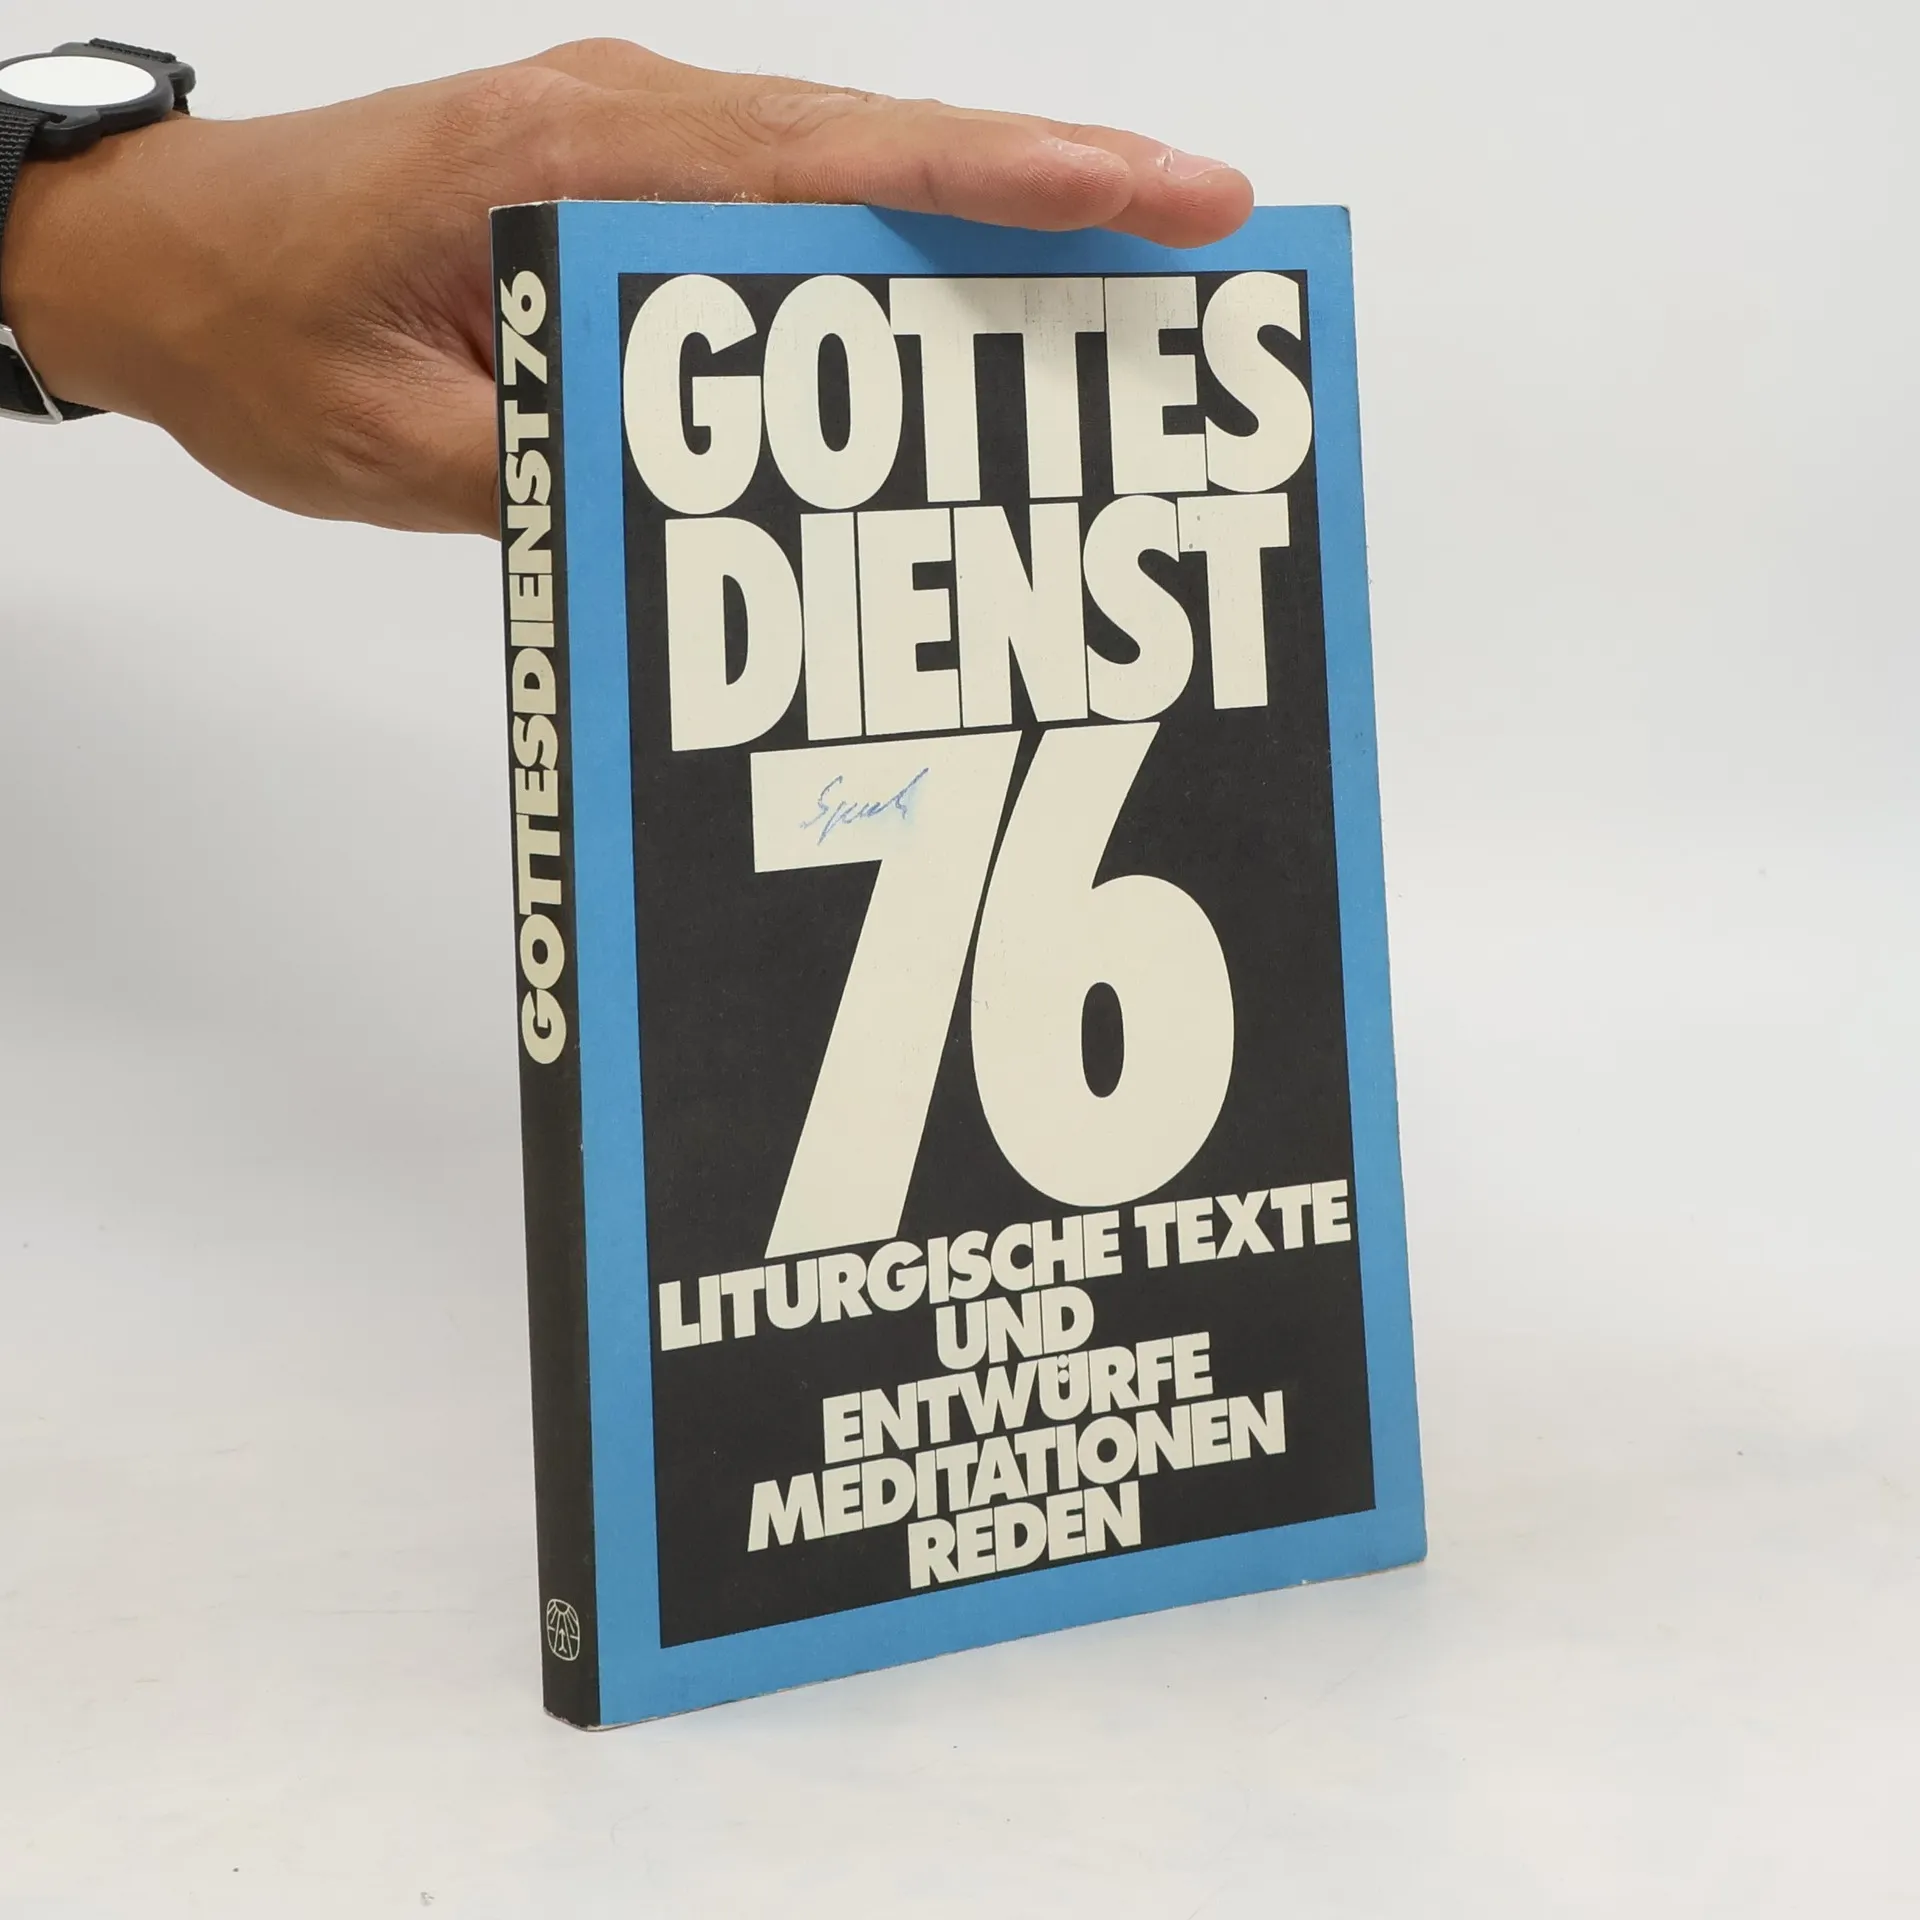 GOTTESDIENST 76
GOTTES
DIENST
76
LITURGISCHE TEXTE
UND
ENTWÜRFE
MEDITATIONEN
REDEN